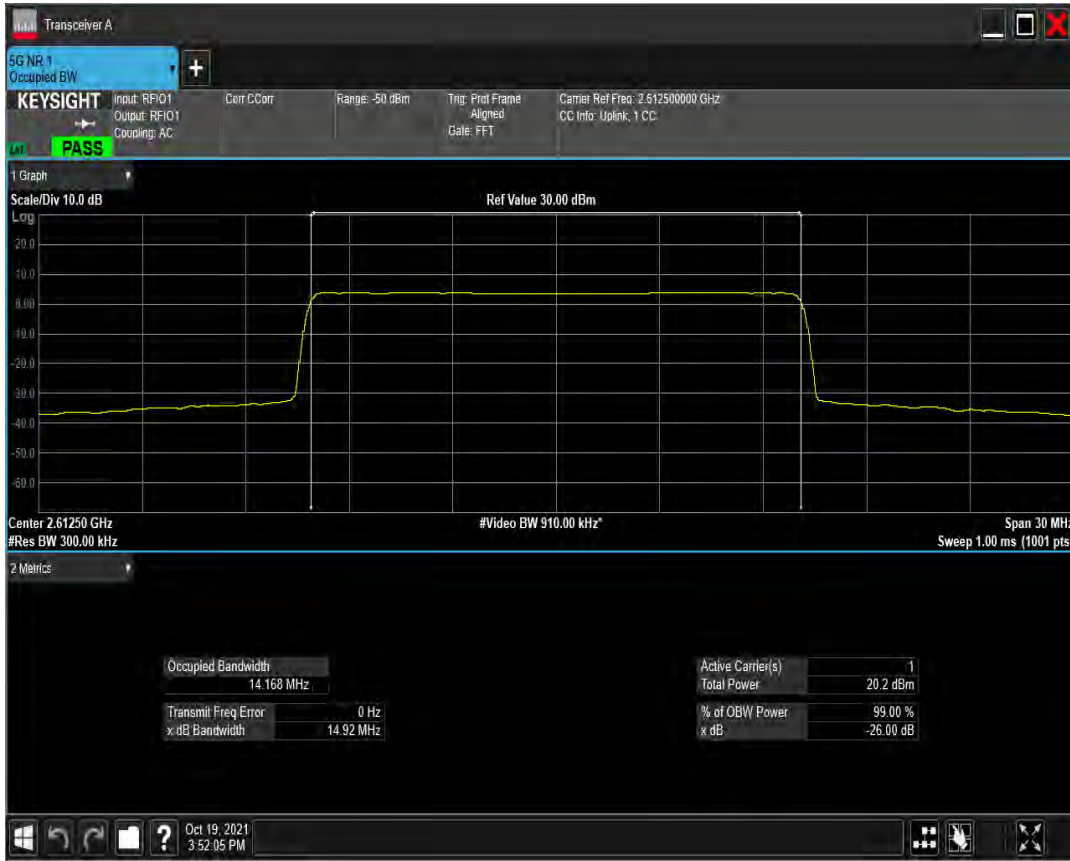 Transceiver A
5G NR 1
Occupied BW
+
KEYSIGHT
PASS
Input: RFIO1
Output: RFIO1
Coupling: AC
Corr CCorr
Range: -50 dBm
Trig: Prot Frame
Aligned
Gate: FFT
Carrier Ref Freq: 2.612500000 GHz
CC Info: Uplink, 1 CC
1 Graph
Scale/Div 10.0 dB
Ref Value 30.00 dBm
Log
20.0
10.0
0.00
-10.0
-20.0
-30.0
-40.0
-50.0
-60.0
Center 2.61250 GHz
#Video BW 910.00 kHz*
Span 30 MHz
#Res BW 300.00 kHz
Sweep 1.00 ms (1001 pts
2 Metrics
Occupied Bandwidth
14.168 MHz
Transmit Freq Error 0 Hz
x dB Bandwidth 14.92 MHz
Active Carrier(s) 1
Total Power 20.2 dBm
% of OBW Power 99.00 %
x dB -26.00 dB
?
Oct 19, 2021
3:52:05 PM